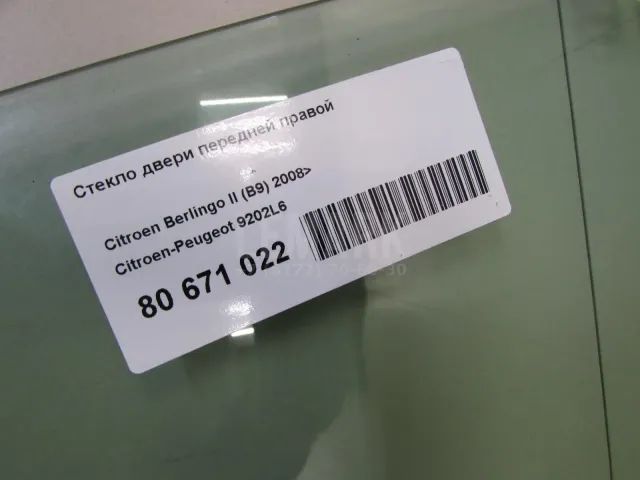 Стекло двери передней правой
Citroen Berlingo II (B9) 2008>
Citroen-Peugeot 9202L6
80 671 022